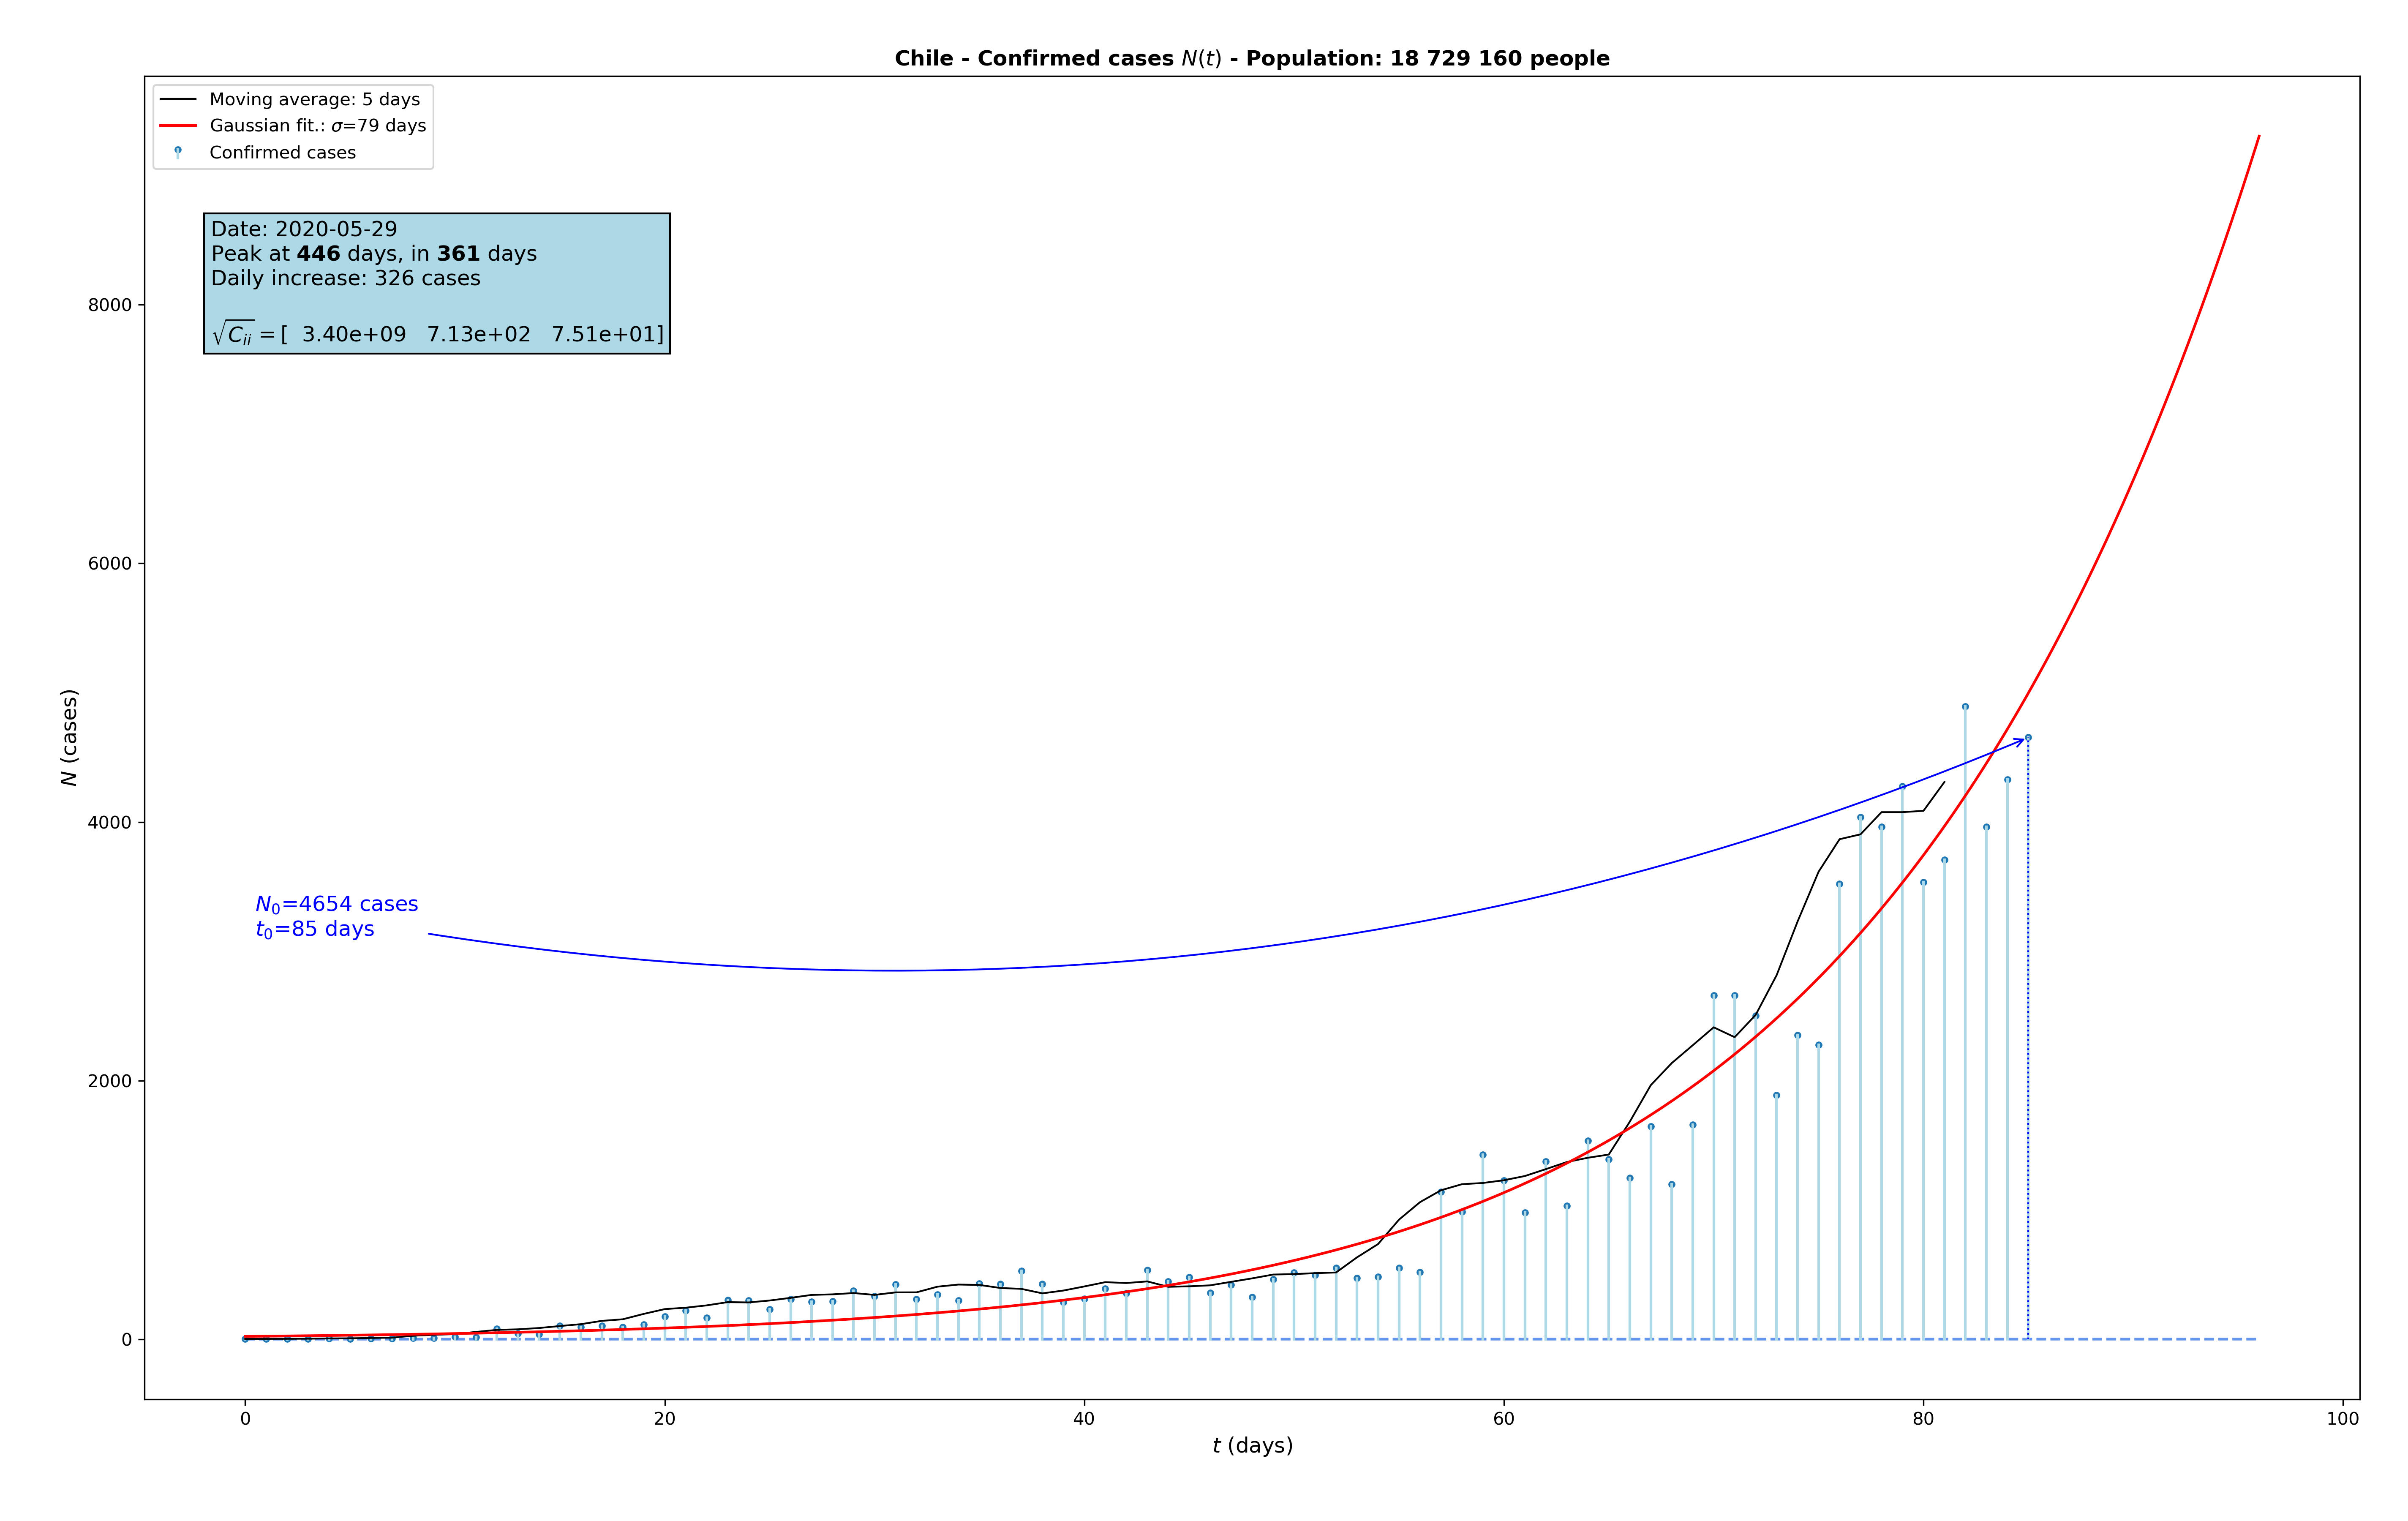 Chile - Confirmed cases N(t) - Population: 18 729 160 people
Moving average: 5 days
Gaussian fit.: σ=79 days
Confirmed cases
Date: 2020-05-29
Peak at 446 days, in 361 days
Daily increase: 326 cases
√C_ii = [ 3.40e+09 7.13e+02 7.51e+01]
8000
6000
N (cases)
4000
N₀=4654 cases
t₀=85 days
2000
0
0 20 40 60 80 100
t (days)